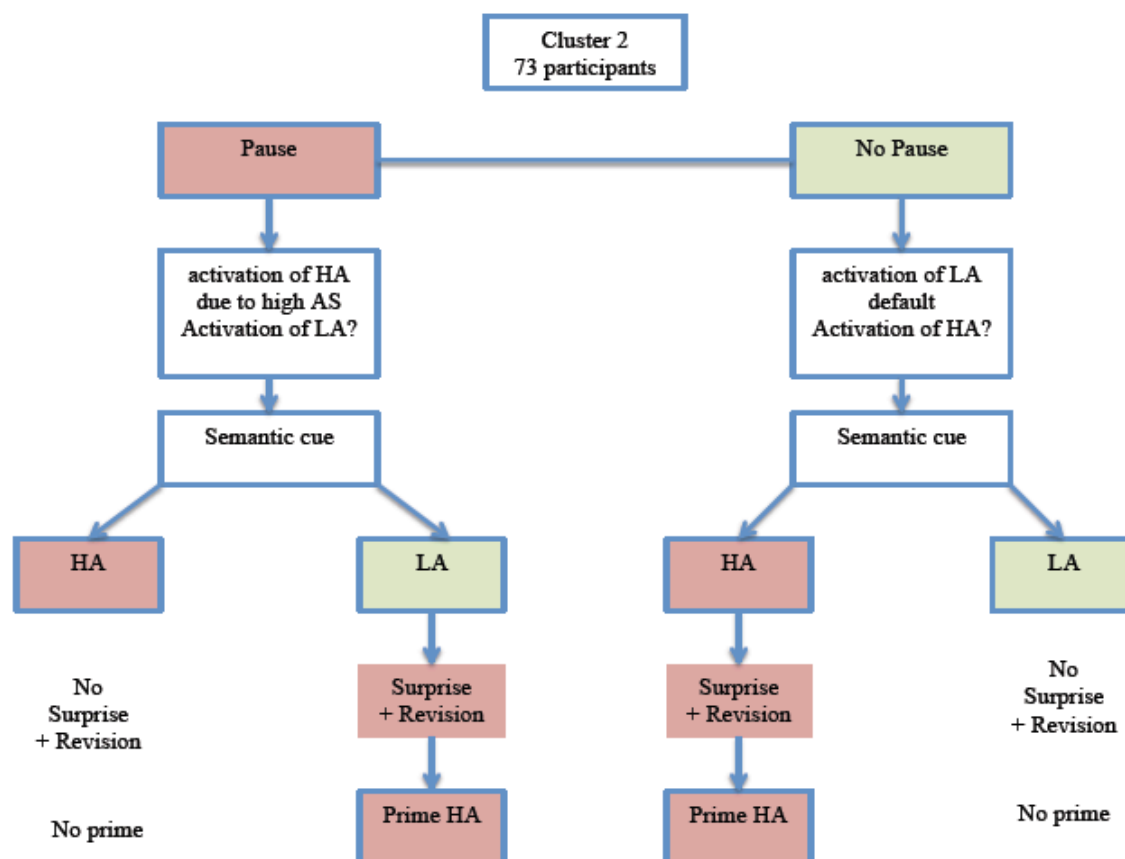 Cluster 2
73 participants
Pause
No Pause
activation of HA
due to high AS
Activation of LA?
activation of LA
default
Activation of HA?
Semantic cue
Semantic cue
HA
LA
HA
LA
No
Surprise
+ Revision
Surprise
+ Revision
Surprise
+ Revision
No
Surprise
+ Revision
No prime
Prime HA
Prime HA
No prime